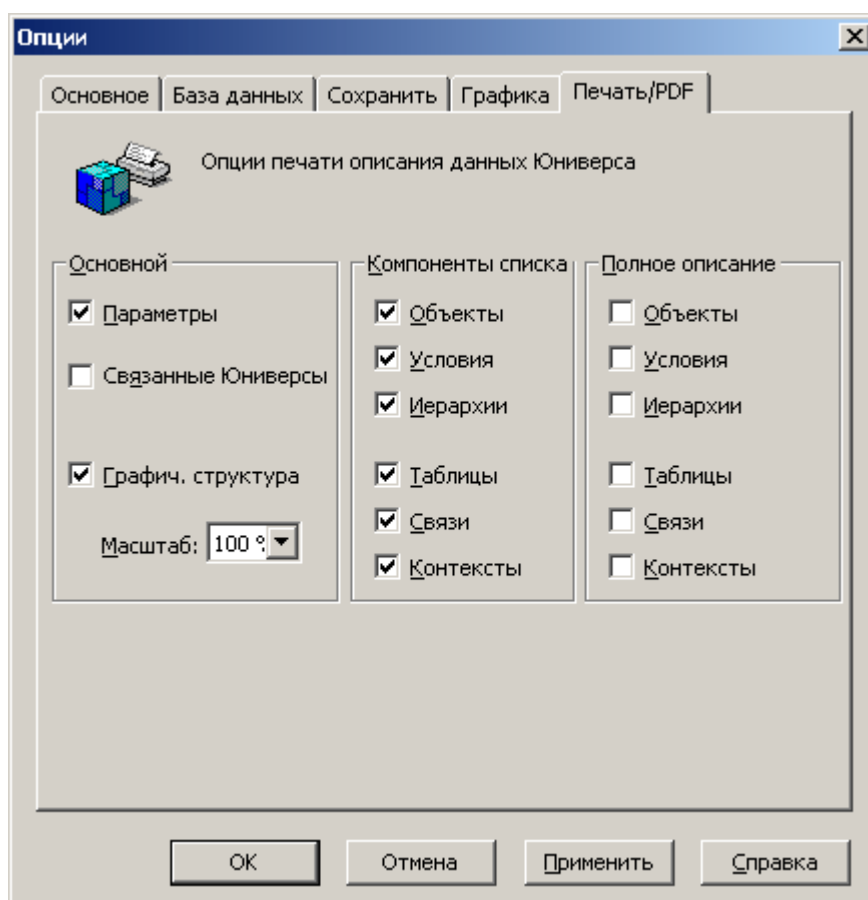 Опции
Основное База данных Сохранить Графика Печать/PDF
Опции печати описания данных Юниверса
Основной
Параметры
Связанные Юниверсы
Графич. структура
Масштаб: 100 %
Компоненты списка
Объекты
Условия
Иерархии
Таблицы
Связи
Контексты
Полное описание
Объекты
Условия
Иерархии
Таблицы
Связи
Контексты
OK Отмена Применить Справка